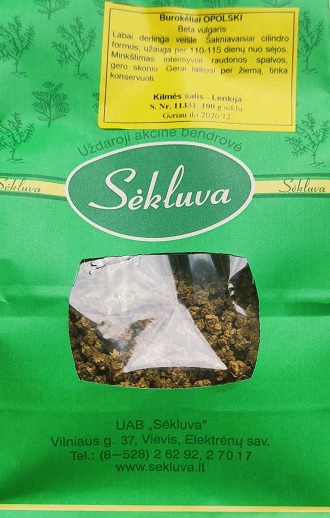 Burokėliai OPOLSKI
Beta vulgaris
Labai derlinga veislė. Šakniavaisiai cilindro
formos, užauga per 110-115 dienų nuo sėjos.
Minkštimas intensyviai raudonos spalvos,
gero skonio. Gerai laikosi per žiemą, tinka
konservuoti
Kilmės šalis - Lenkija
S. Nr. 11331, 100 g sėklų
Geriau iki 2026 12
Uždaroji akcinė bendrovė
Sėkluva
Sėkluva
UAB „Sėkluva”
Vilniaus g. 37, Vievis, Elektrėnų sav.
Tel.: (8~528) 2 62 92, 2 70 17
www.sekluva.lt
Sėkluva